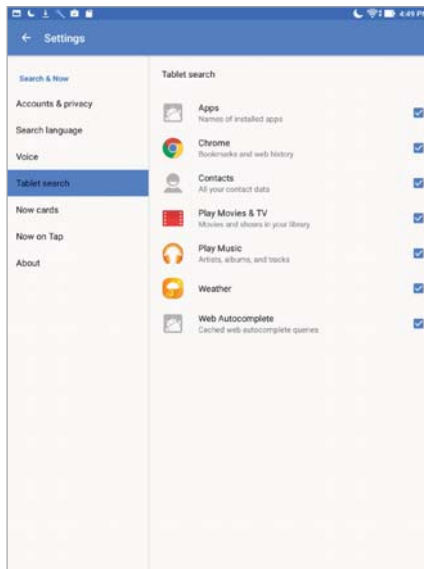 4:49 PM
Settings
Search & Now
Accounts & privacy
Search language
Voice
Tablet search
Now cards
Now on Tap
About
Tablet search
Apps
Names of installed apps
Chrome
Bookmarks and web history
Contacts
All your contact data
Play Movies & TV
Movies and shows in your library
Play Music
Artists, albums, and tracks
Weather
Web Autocomplete
Cached web autocomplete queries